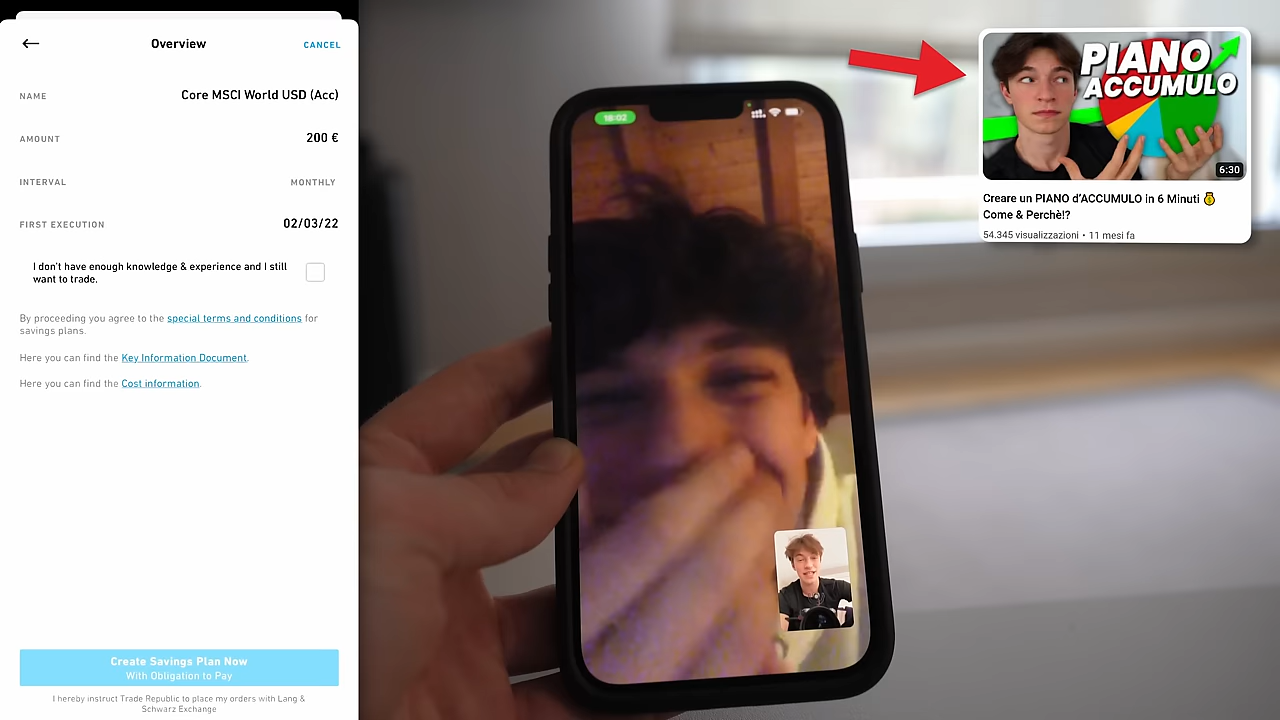 Overview
CANCEL
NAME
Core MSCI World USD (Acc)
AMOUNT
200 €
INTERVAL
MONTHLY
FIRST EXECUTION
02/03/22
I don't have enough knowledge & experience and I still
want to trade.
By proceeding you agree to the special terms and conditions for
savings plans.
Here you can find the Key Information Document.
Here you can find the Cost information.
Create Savings Plan Now
With Obligation to Pay
I hereby instruct Trade Republic to place my orders with Lang &
Schwarz Exchange
18:02
PIANO
ACCUMULO
6:30
Creare un PIANO d'ACCUMULO in 6 Minuti 💰
Come & Perchè!?
54.345 visualizzazioni • 11 mesi fa